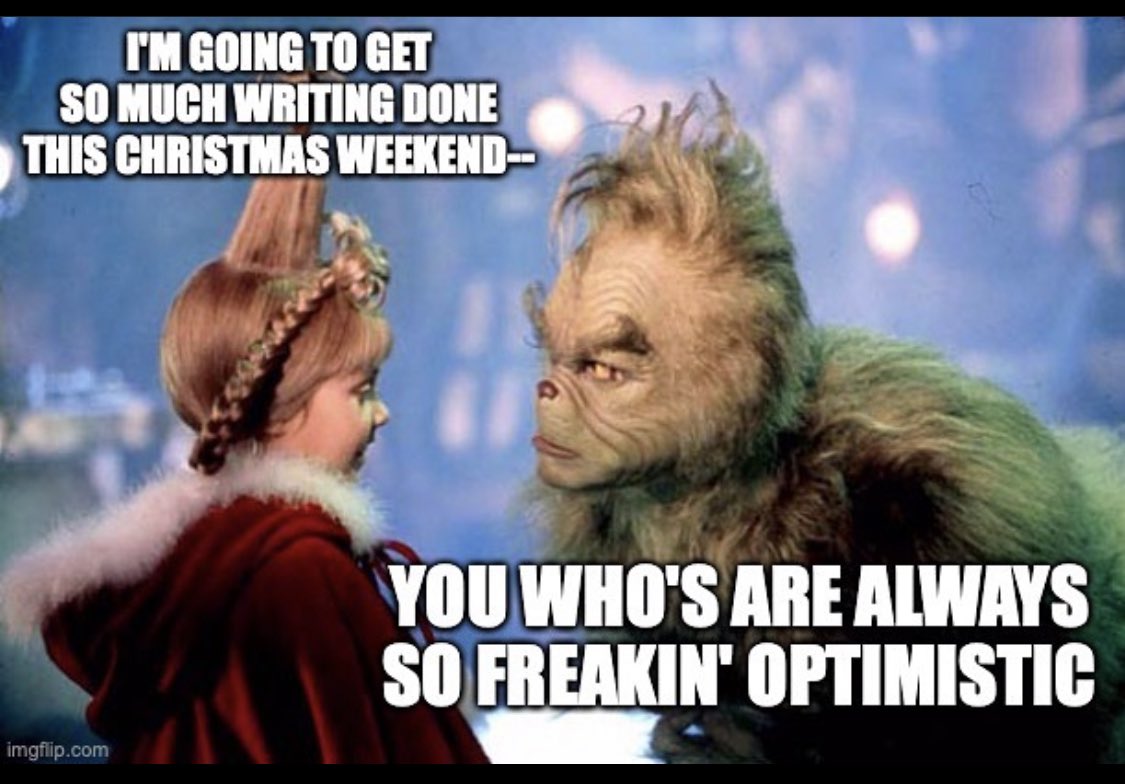 I'M GOING TO GET
SO MUCH WRITING DONE
THIS CHRISTMAS WEEKEND--
YOU WHO'S ARE ALWAYS
SO FREAKIN' OPTIMISTIC
imgflip.com